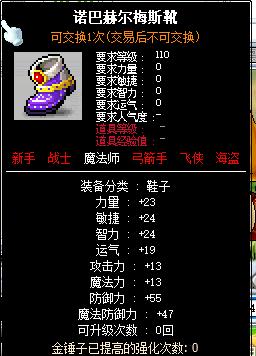 诺巴赫尔梅斯靴
可交换1次(交易后不可交换)
要求等级: 110
要求力量: 0
要求敏捷: 0
要求智力: 0
要求运气: 0
要求人气度: -
道具等级: -
道具经验值: -
新手 战士 魔法师 弓箭手 飞侠 海盗
装备分类 : 鞋子
力量 : +23
敏捷 : +24
智力 : +24
运气 : +19
攻击力 : +13
魔力 : +13
防御力 : +55
魔法防御力 : +47
可升级次数 : 0回
金锤子已提高的强化次数: 0